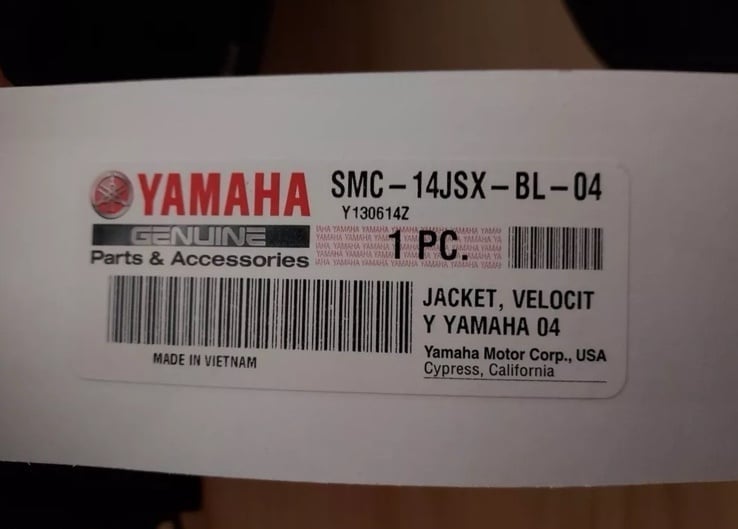 YAMAHA
GENUINE
Parts & Accessories
SMC-14JSX-BL-04
Y130614Z
1 PC.
JACKET, VELOCIT
Y YAMAHA 04
Yamaha Motor Corp., USA
Cypress, California
MADE IN VIETNAM